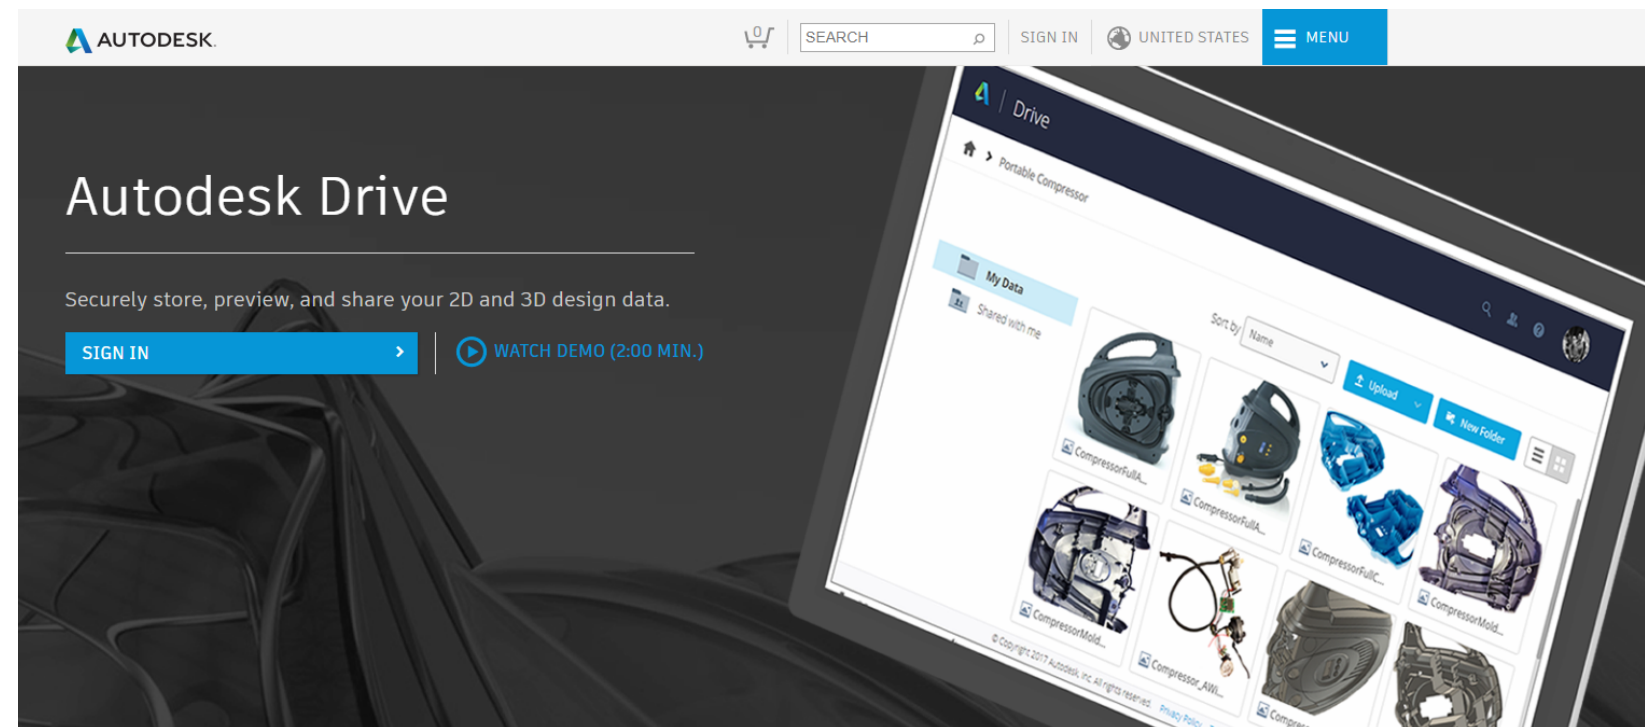 AUTODESK.
0
SEARCH
SIGN IN
UNITED STATES
MENU
Autodesk Drive
Securely store, preview, and share your 2D and 3D design data.
SIGN IN
WATCH DEMO (2:00 MIN.)
Drive
Portable Compressor
My Data
Shared with me
Sort by
Name
Upload
New Folder
CompressorFullA...
CompressorFullA...
CompressorFullC...
CompressorMold...
CompressorMold...
Compressor_AWi...
© Copyright 2017 Autodesk, Inc. All rights reserved. Privacy Policy